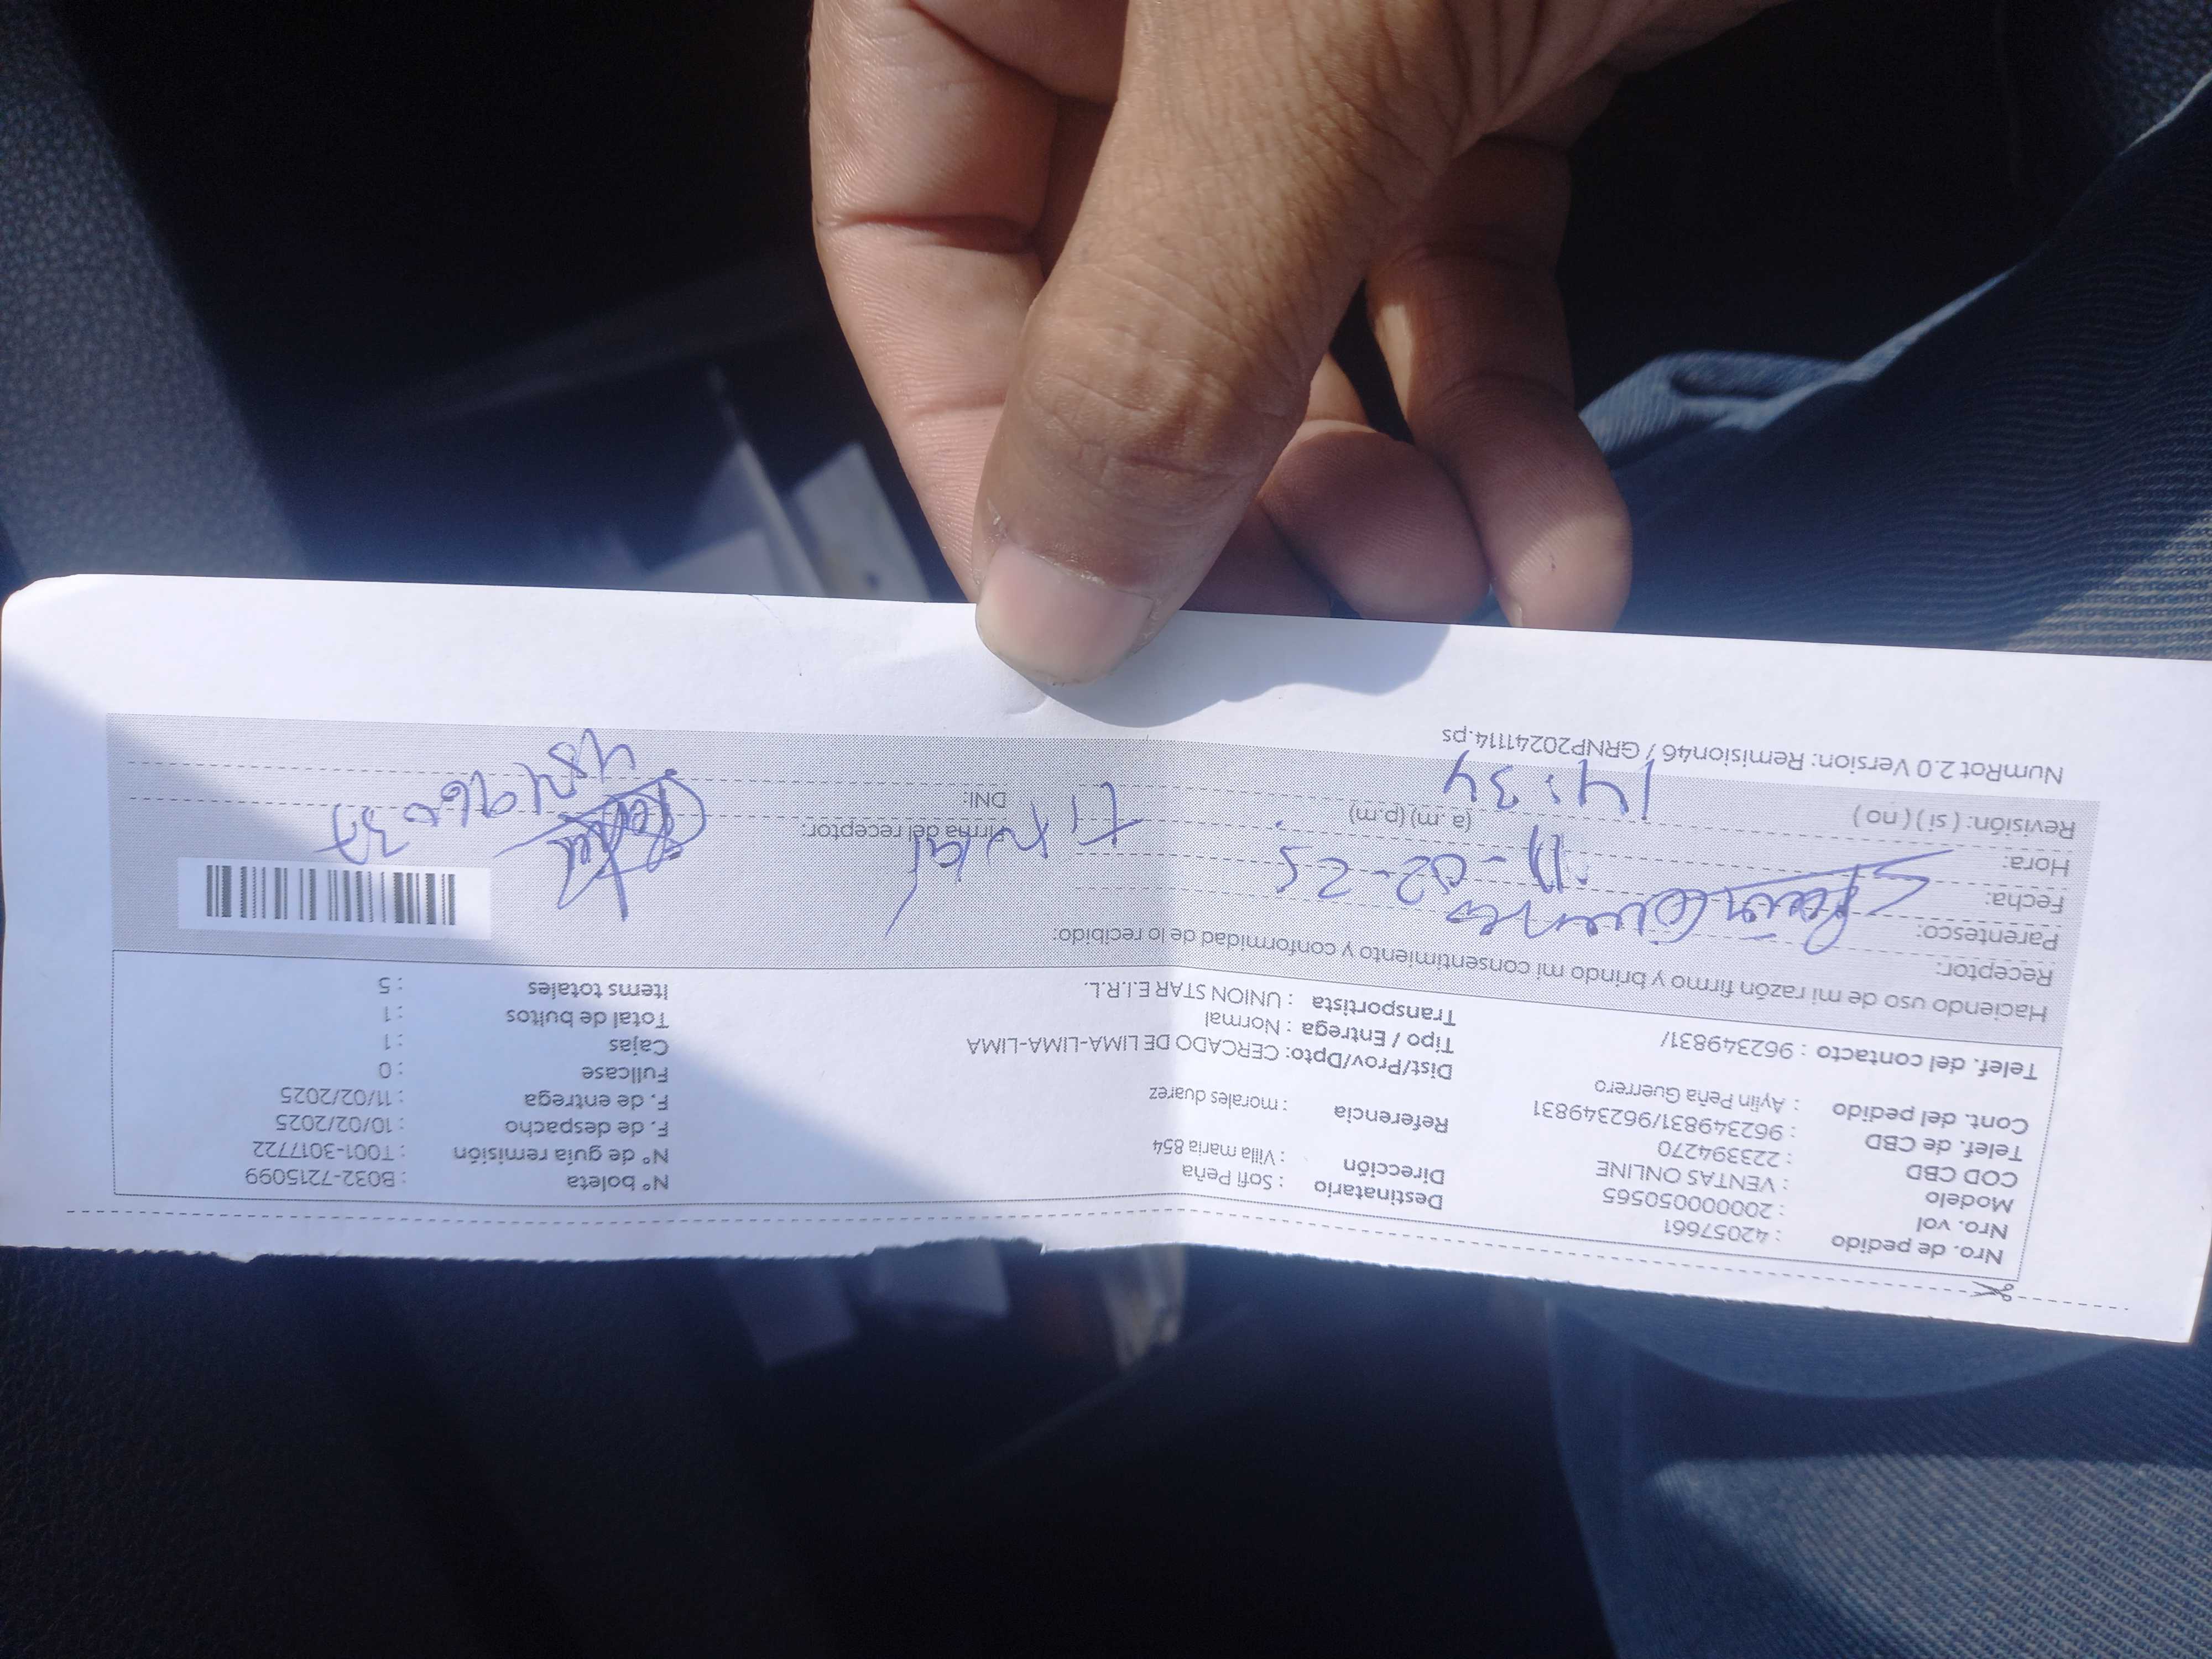 Nro. de pedido : 42057661
Nro. vol : 2000000050565
Modelo : VENTAS ONLINE
COD CBD : 223394270
Telef. de CBD : 962349831/962349831
Cont. del pedido : Aylin Peña Guerrero
Telef. del contacto : 962349831/
Destinatario : Sofi Peña
Dirección : Villa maria 854
Referencia : morales duarez
Dist/Prov/Dpto: CERCADO DE LIMA-LIMA-LIMA
Tipo / Entrega : Normal
Transportista : UNION STAR E.I.R.L.
N° boleta : B032-7215099
N° de guía remisión : T001-3017722
F. de despacho : 10/02/2025
F. de entrega : 11/02/2025
Fullcase : 0
Cajas : 1
Total de bultos : 1
Items totales : 5
Haciendo uso de mi razón firmo y brindo mi consentimiento y conformidad de lo recibido:
Receptor:
Parentesco:
Fecha: 11-02-25
Hora: (a.m) (p.m) 14:34
Revisión: ( si ) ( no )
Firma del receptor:
DNI:
NumRot 2.0 Version: Remision46 / GRNP20241114.ps